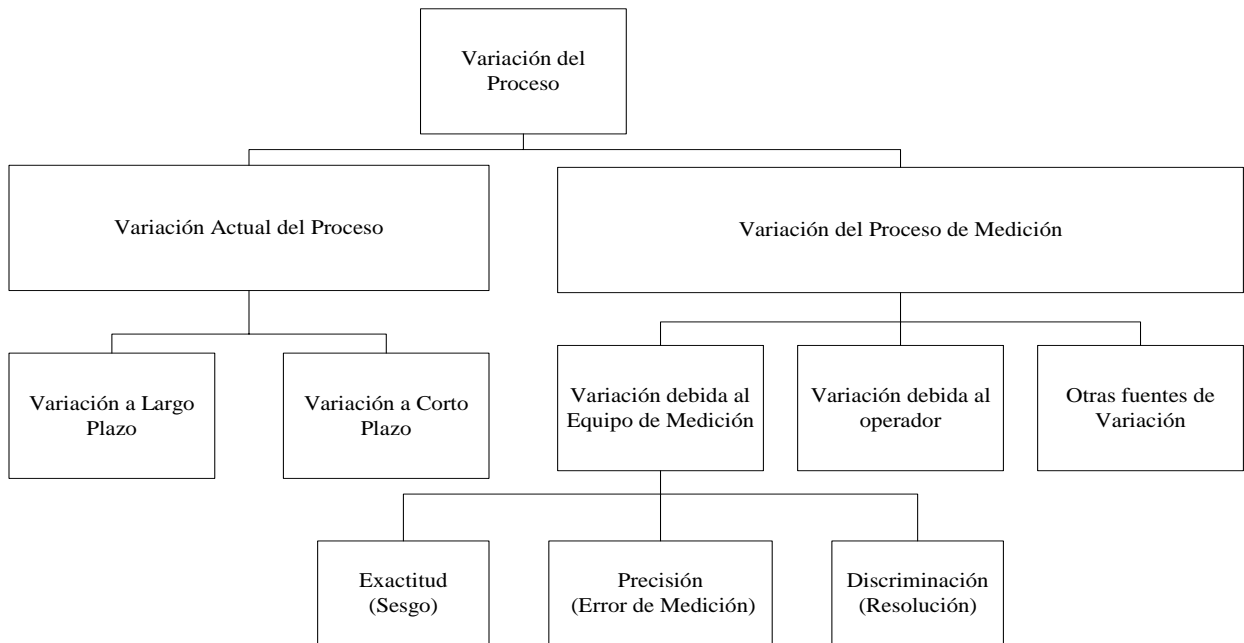 Variación del
Proceso
Variación Actual del Proceso
Variación del Proceso de Medición
Variación a Largo
Plazo
Variación a Corto
Plazo
Variación debida al
Equipo de Medición
Variación debida al
operador
Otras fuentes de
Variación
Exactitud
(Sesgo)
Precisión
(Error de Medición)
Discriminación
(Resolución)